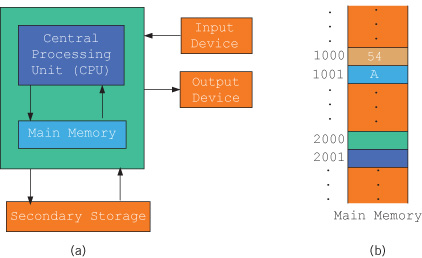 Central
Processing
Unit (CPU)
Main Memory
Input
Device
Output
Device
Secondary Storage
(a)
1000 54
1001 A
2000
2001
Main Memory
(b)